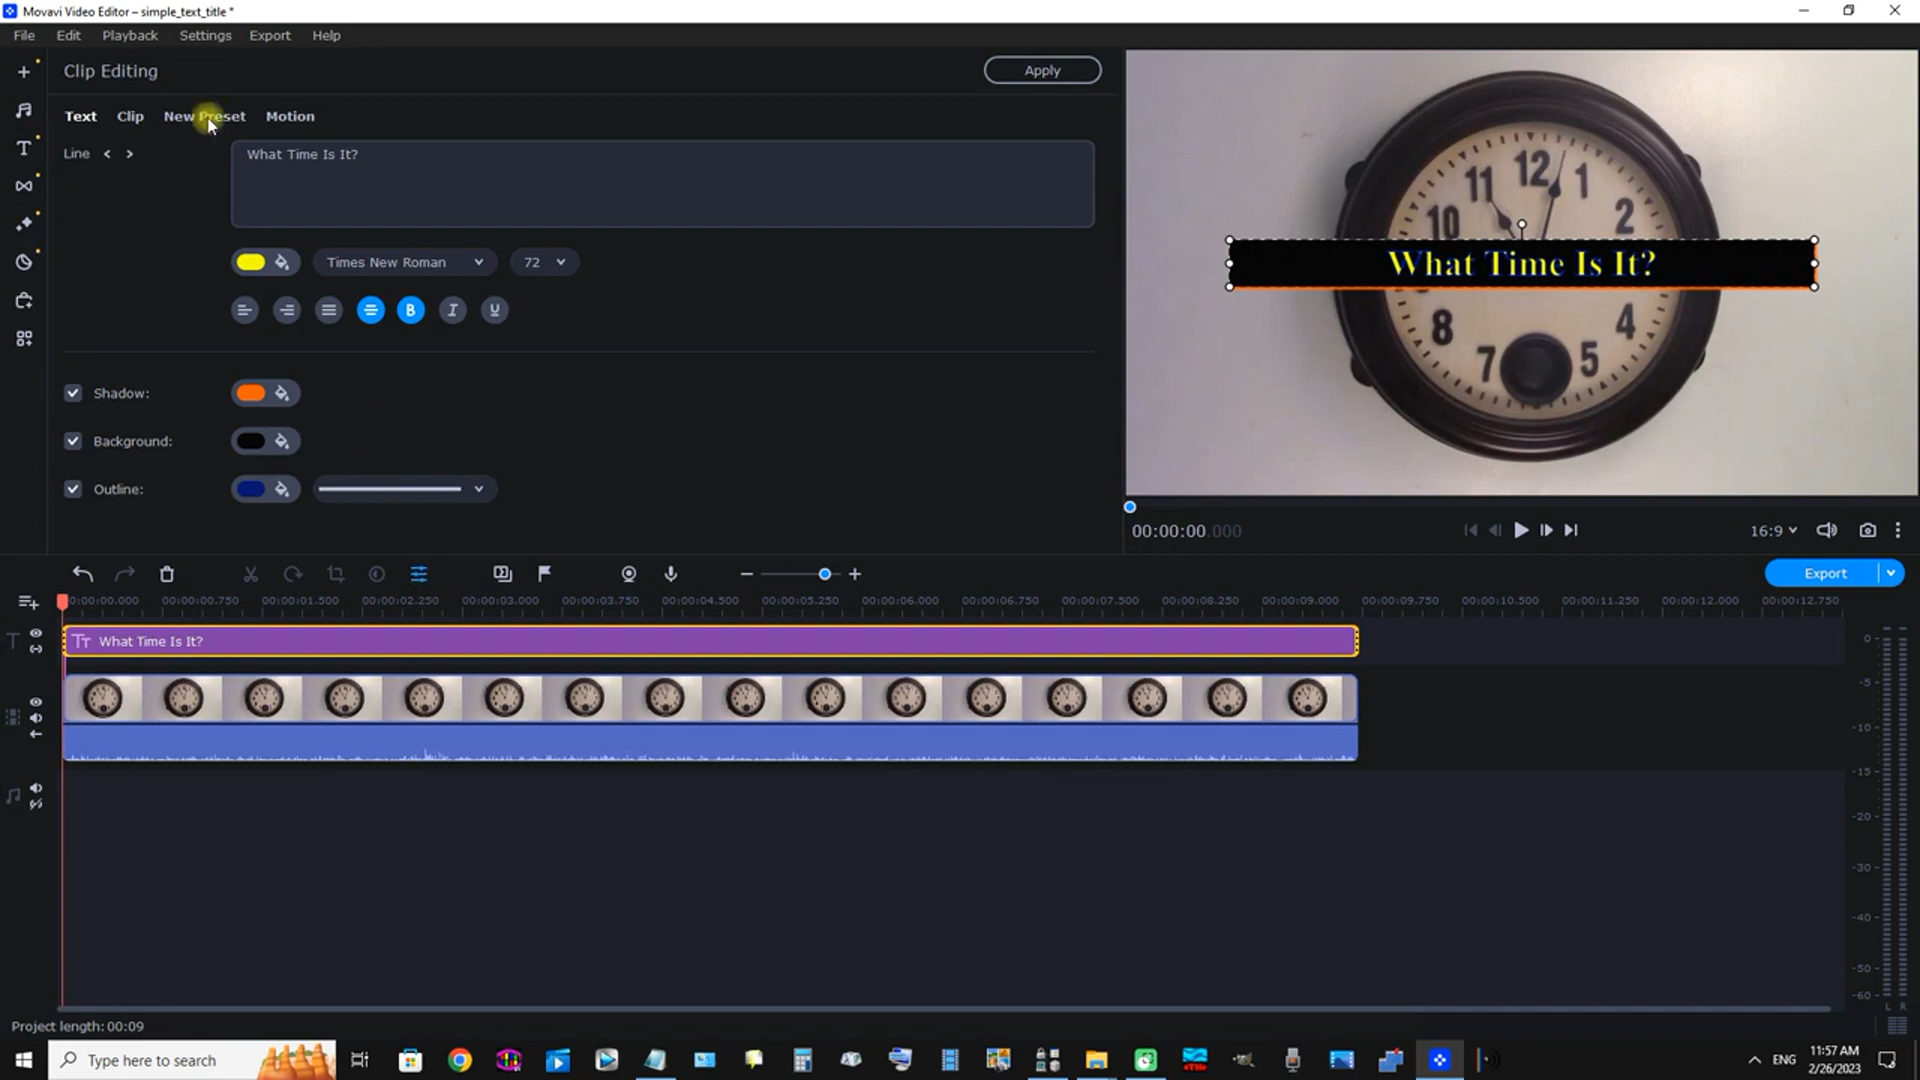 Movavi Video Editor – simple_text_title *
File Edit Playback Settings Export Help
Clip Editing
Apply
Text Clip New Preset Motion
Line < >
What Time Is It?
Times New Roman
72
B I U
Shadow:
Background:
Outline:
12 1
11
10 2
What Time Is It?
8 4
7 5
00:00:00.000
16:9
Export
00:00:00.000 00:00:00.750 00:00:01.500 00:00:02.250 00:00:03.000 00:00:03.750 00:00:04.500 00:00:05.250 00:00:06.000 00:00:06.750 00:00:07.500 00:00:08.250 00:00:09.000 00:00:09.750 00:00:10.500 00:00:11.250 00:00:12.000 00:00:12.750
What Time Is It?
0
-5
-10
-15
-20
-30
-40
-50
-60
L R
Project length: 00:09
Type here to search
ENG
11:57 AM
2/26/2023